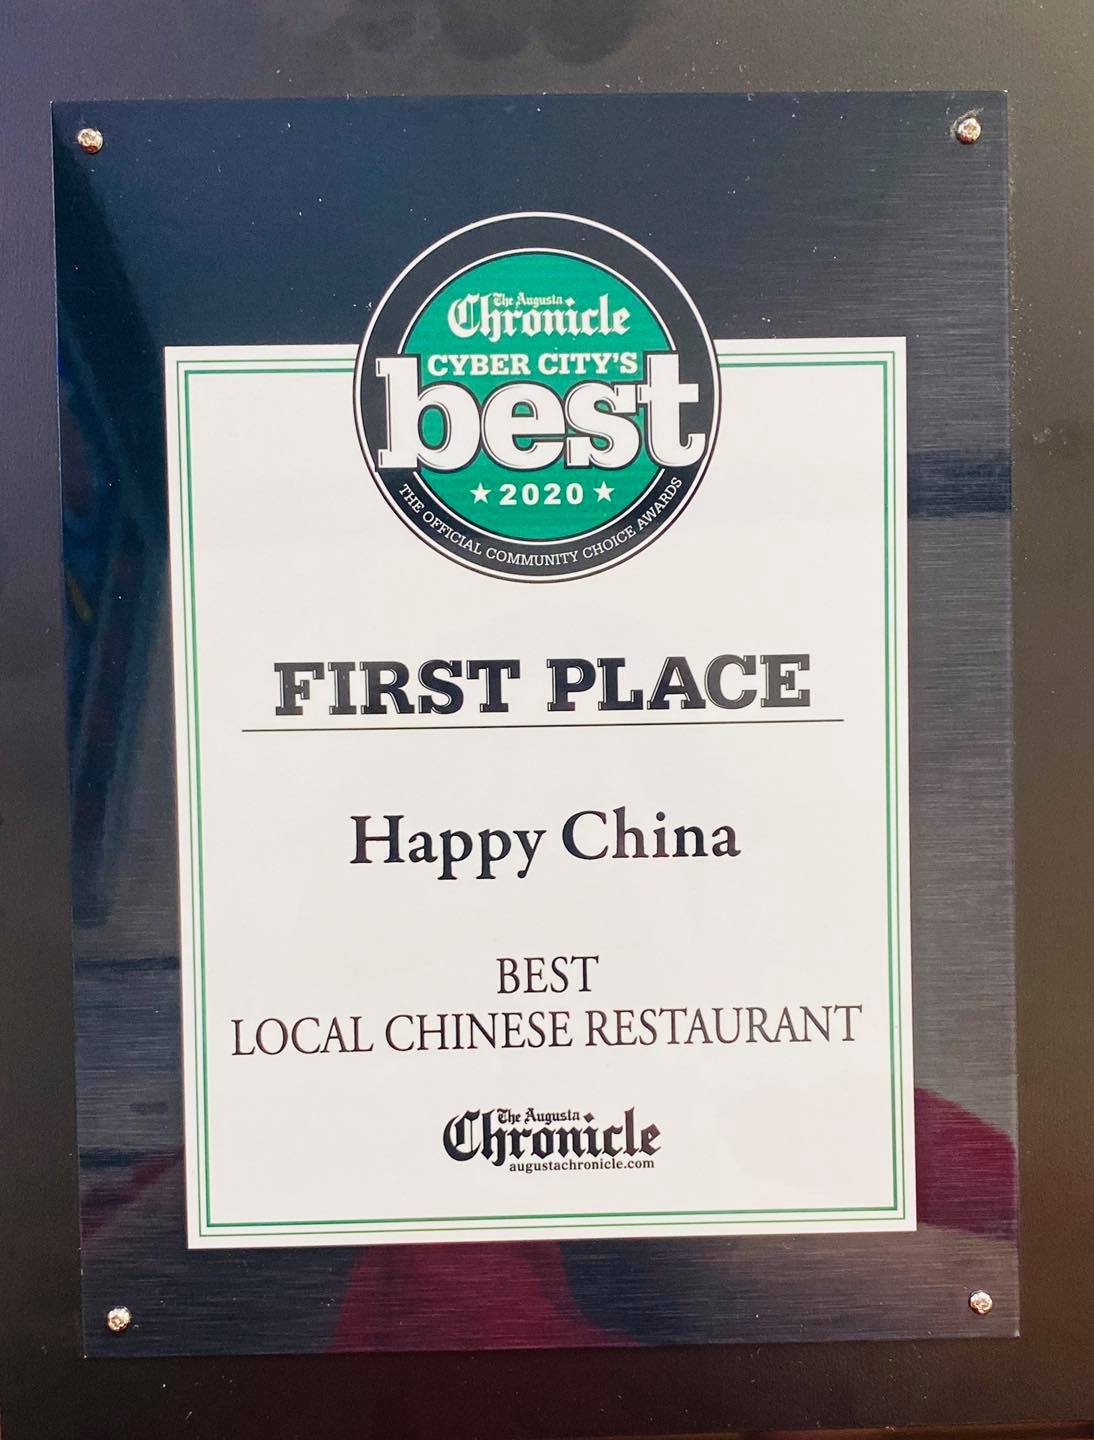 The Augusta
Chronicle
CYBER CITY'S
best
★ 2020 ★
THE OFFICIAL COMMUNITY CHOICE AWARDS
FIRST PLACE
Happy China
BEST
LOCAL CHINESE RESTAURANT
The Augusta
Chronicle
augustachronicle.com